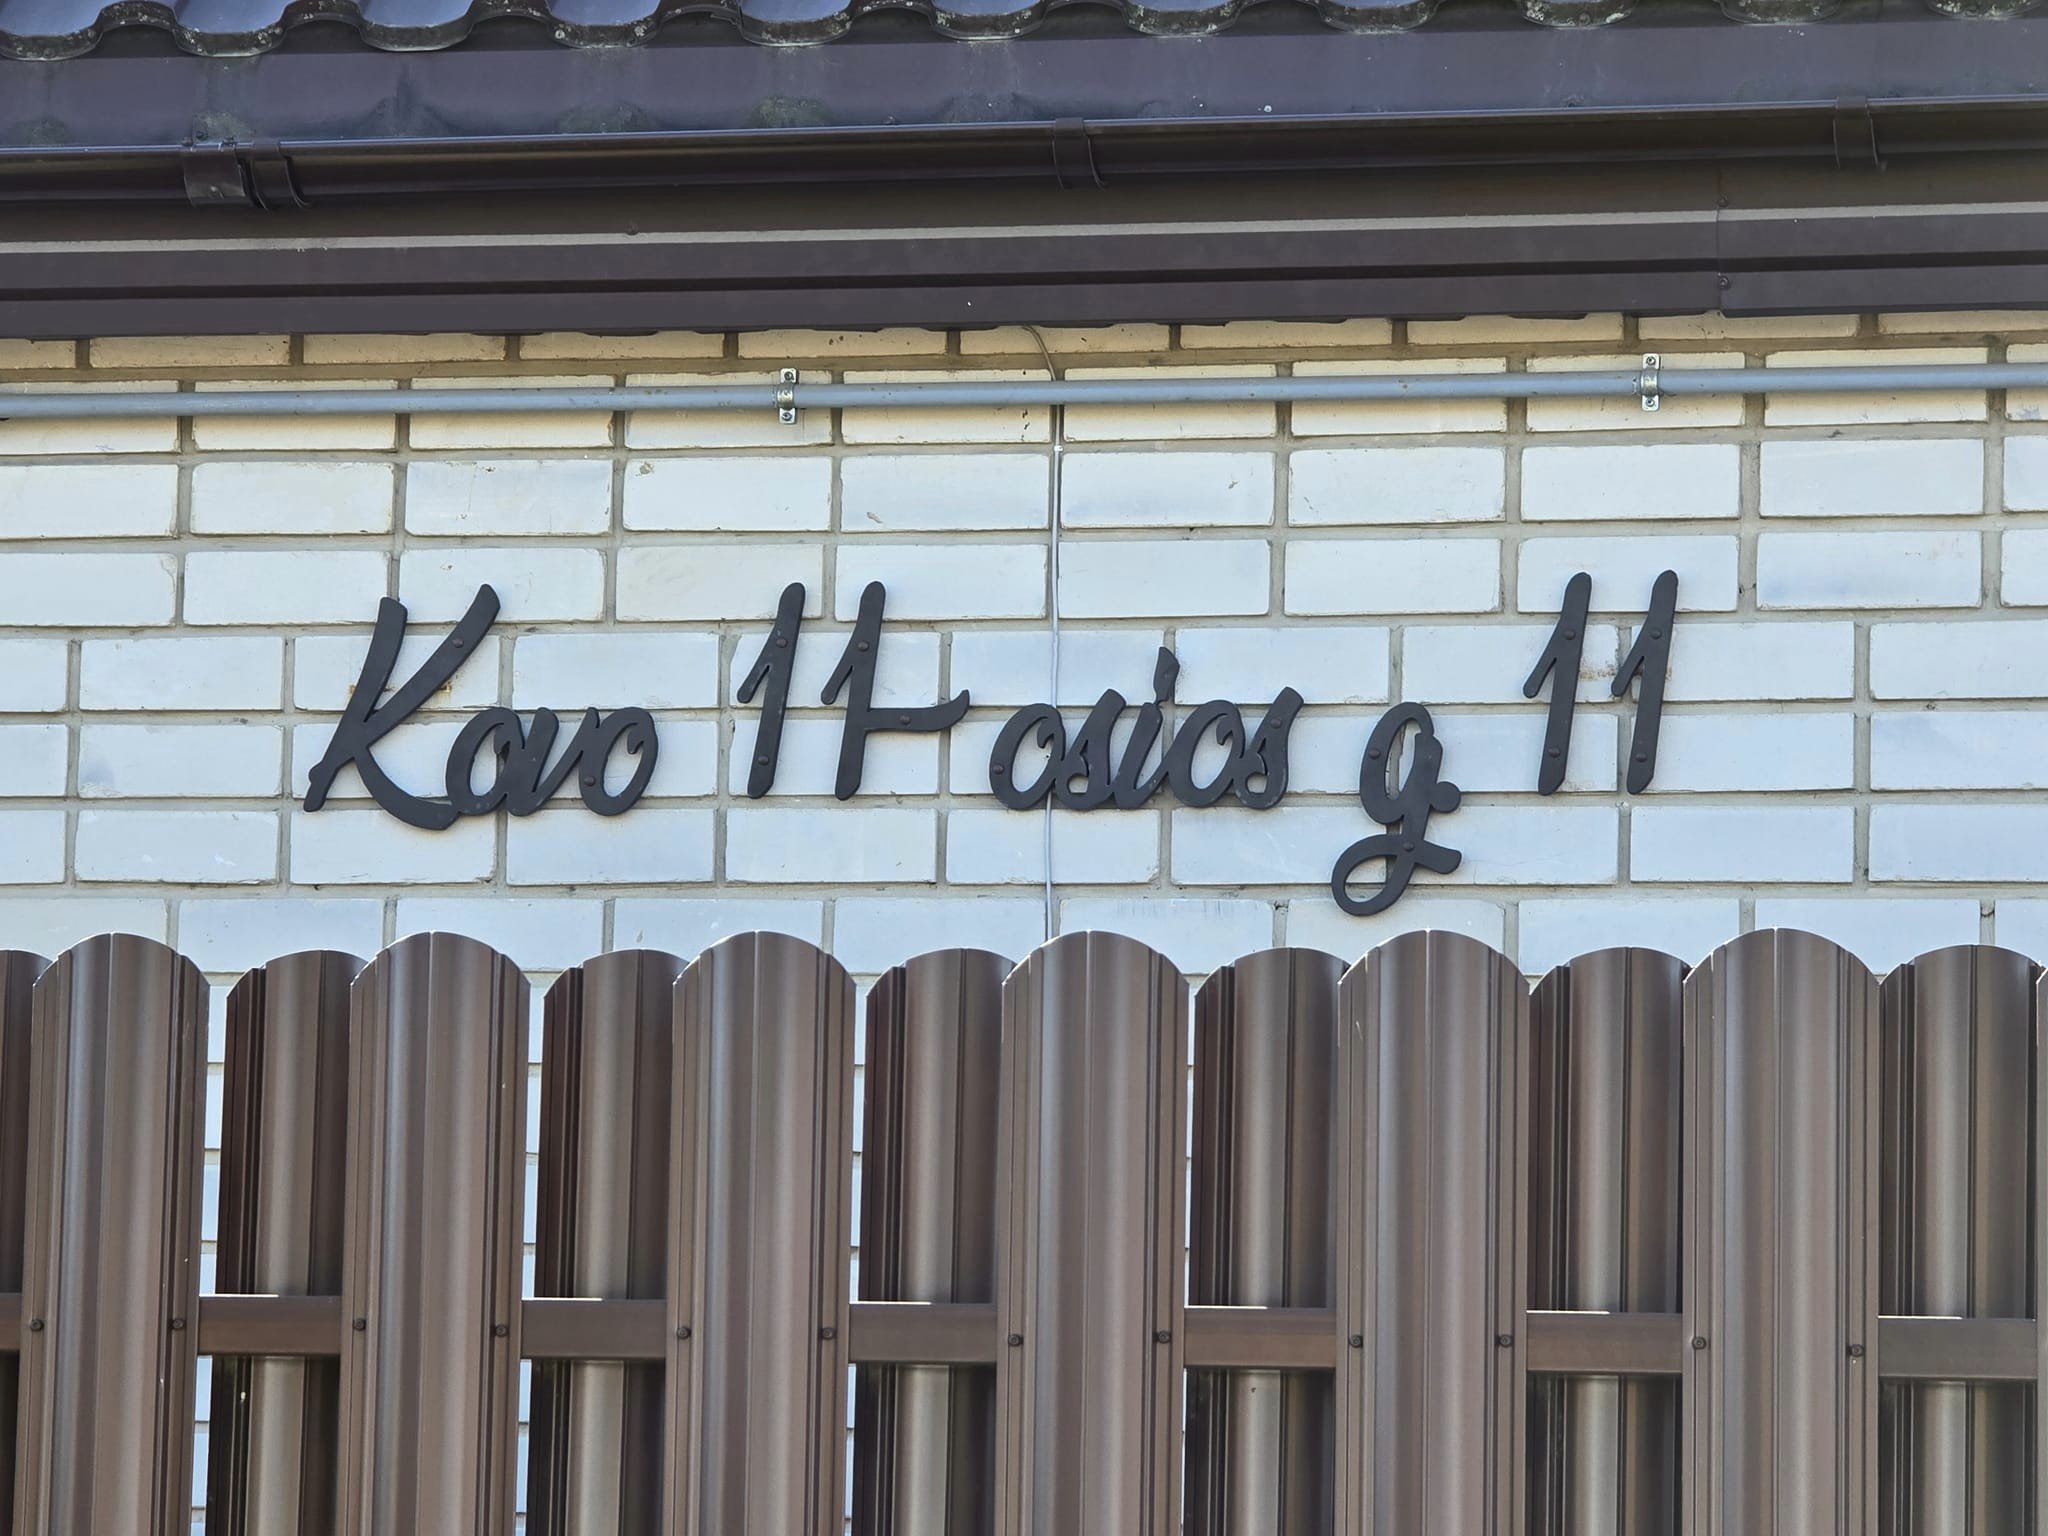 Kovo 11-osios g. 11